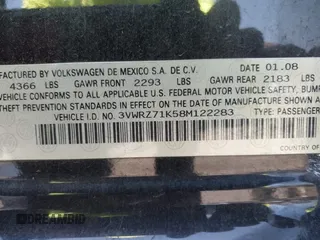 FACTURED BY VOLKSWAGEN DE MEXICO S.A. DE C.V. DATE 01.08
4366 LBS GAWR FRONT 2293 LBS GAWR REAR 2183 LBS
VEHICLE CONFORMS TO ALL APPLICABLE U.S. FEDERAL MOTOR VEHICLE SAFETY, BUMP
THEFT PREVENTION STANDARDS IN EFFECT ON THE DATE OF MANUFACTURE SHOWN AB
VEHICLE I.D. NO.: 3VWRZ71K58M122283 TYPE: PASSENGER
COUNTRY OF
DREAMBID